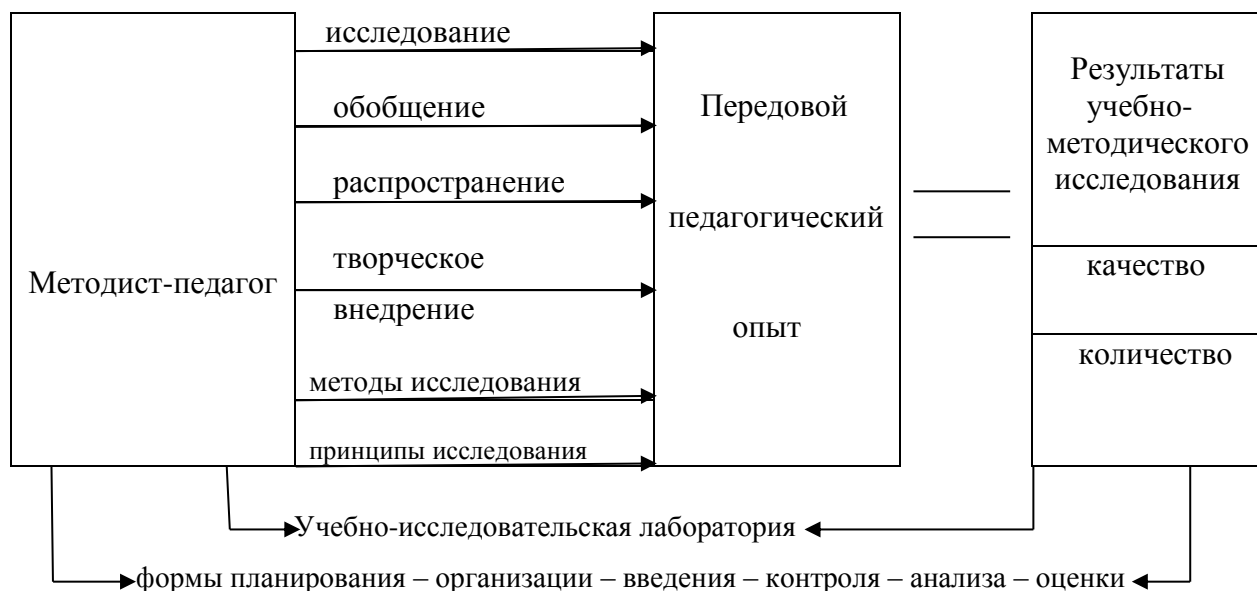 Методист-педагог
исследование
обобщение
распространение
творческое
внедрение
методы исследования
принципы исследования
Передовой
педагогический
опыт
Результаты
учебно-
методического
исследования
качество
количество
Учебно-исследовательская лаборатория
формы планирования – организации – введения – контроля – анализа – оценки